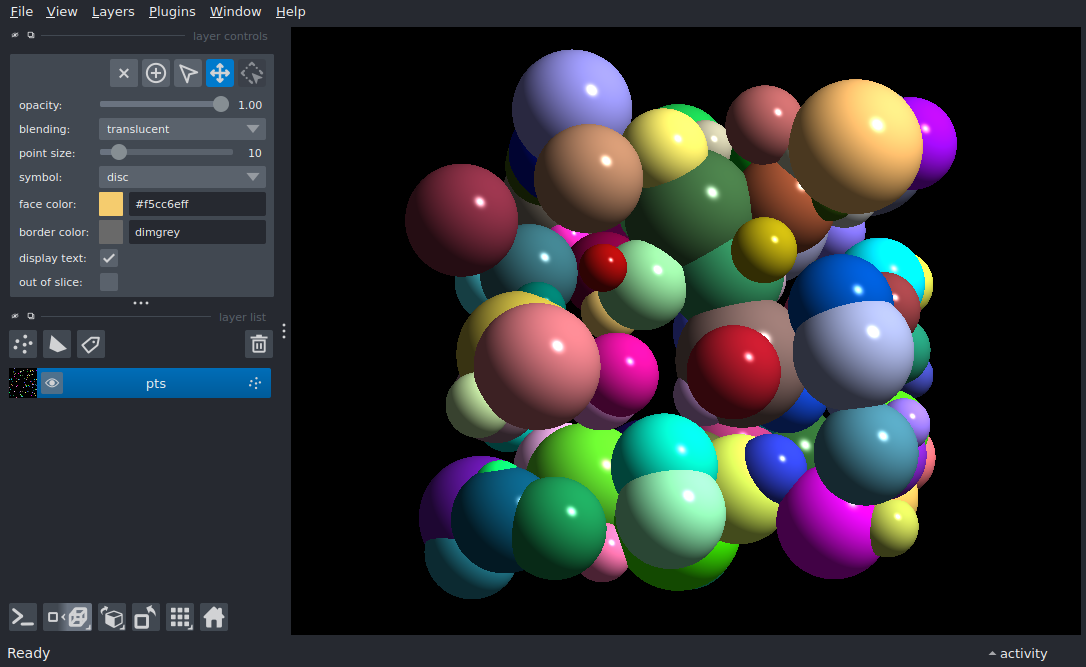 File View Layers Plugins Window Help
layer controls
opacity: 1.00
blending: translucent
point size: 10
symbol: disc
face color: #f5cc6eff
border color: dimgrey
display text:
out of slice:
layer list
pts
Ready
activity